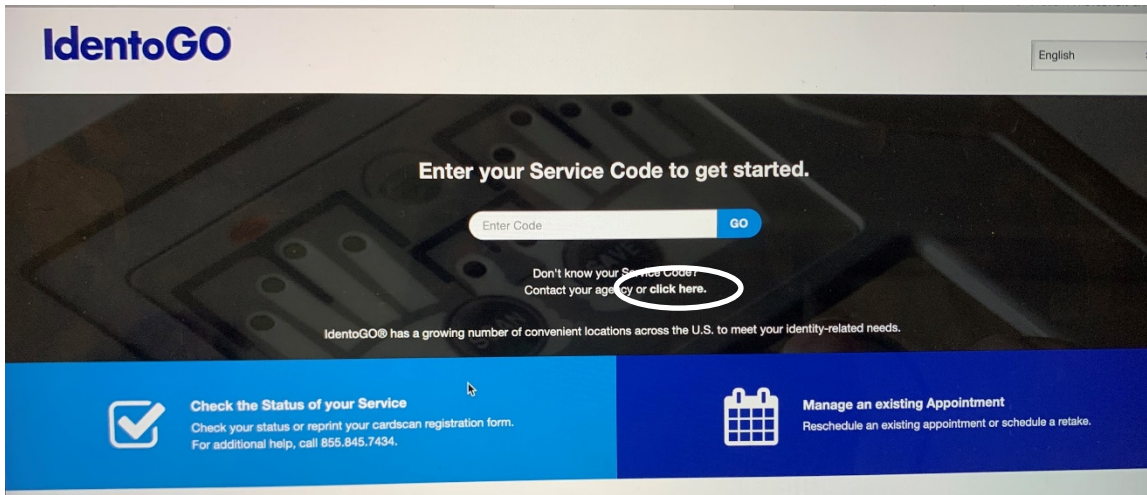 IdentoGO
English
Enter your Service Code to get started.
Enter Code
GO
Don't know your Service Code?
Contact your agency or click here.
IdentoGO® has a growing number of convenient locations across the U.S. to meet your identity-related needs.
Check the Status of your Service
Check your status or reprint your cardscan registration form.
For additional help, call 855.845.7434.
Manage an existing Appointment
Reschedule an existing appointment or schedule a retake.